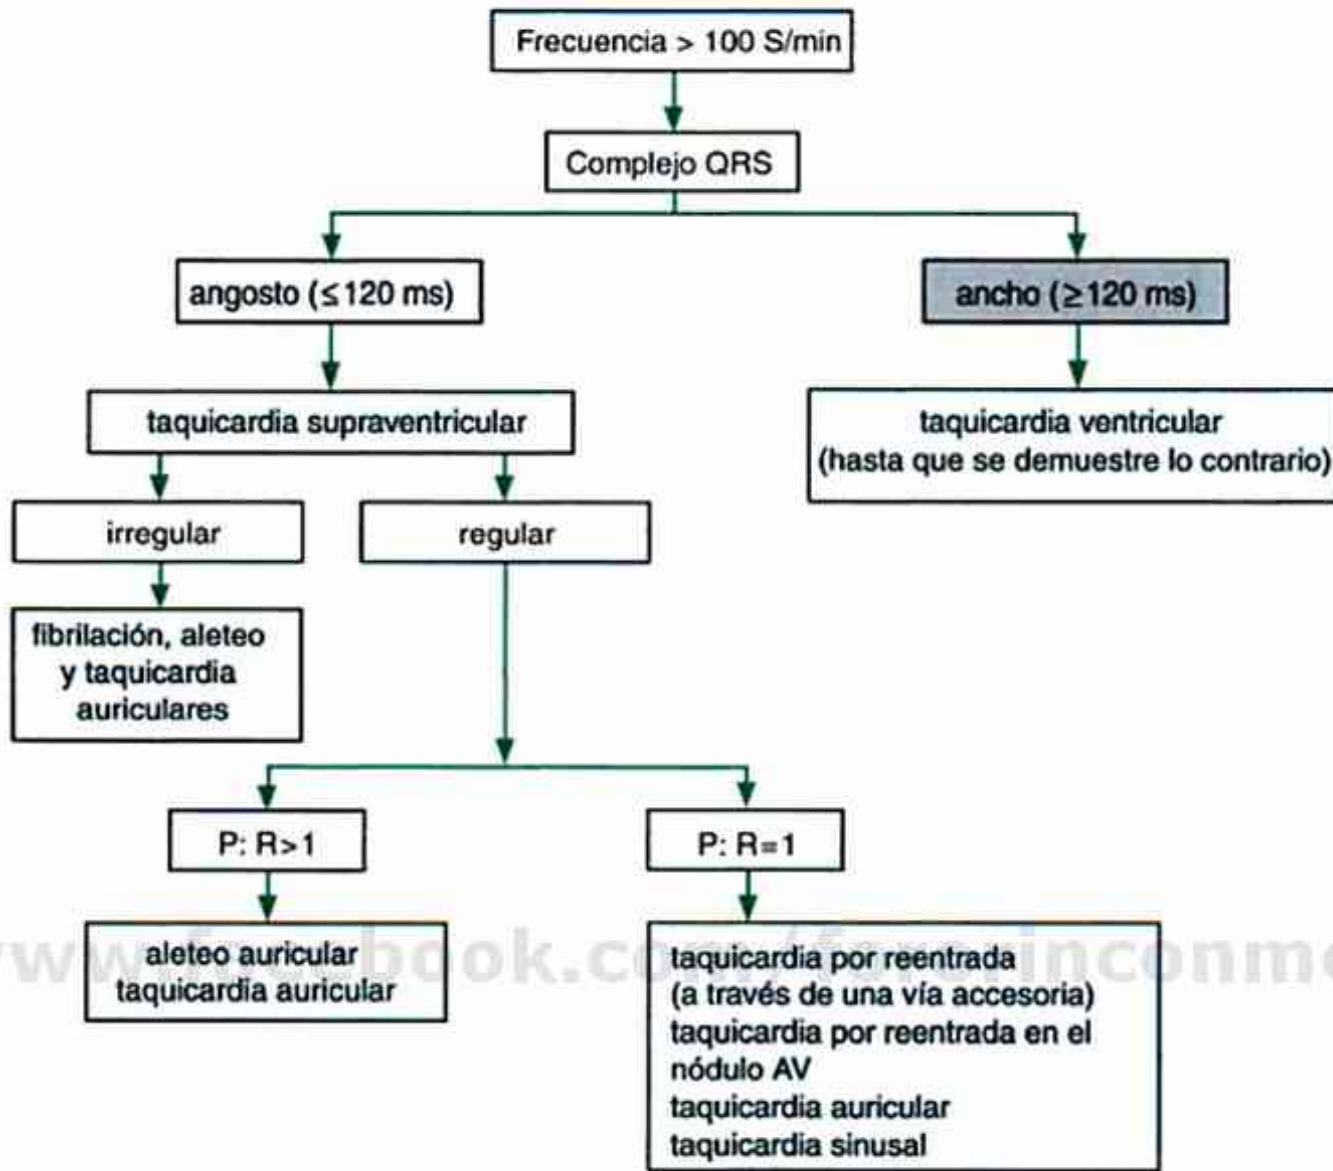 Frecuencia > 100 S/min
Complejo QRS
angosto (≤120 ms)
ancho (≥120 ms)
taquicardia supraventricular
taquicardia ventricular
(hasta que se demuestre lo contrario)
irregular
regular
fibrilación, aleteo
y taquicardia
auriculares
P: R>1
P: R=1
aleteo auricular
taquicardia auricular
taquicardia por reentrada
(a través de una vía accesoria)
taquicardia por reentrada en el
nódulo AV
taquicardia auricular
taquicardia sinusal